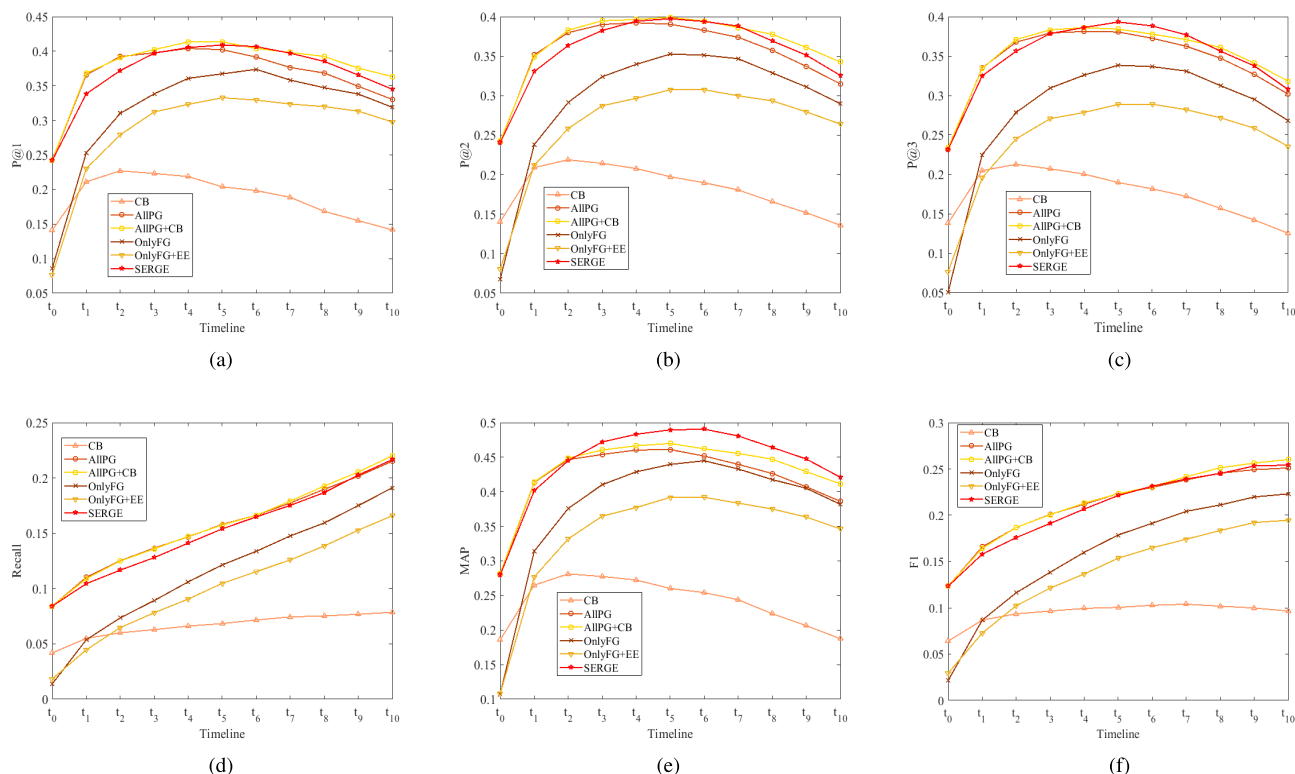 P@1
0.45
0.4
0.35
0.3
0.25
0.2
0.15
0.1
0.05
CB
AllPG
AllPG+CB
OnlyFG
OnlyFG+EE
SERGE
t0 t1 t2 t3 t4 t5 t6 t7 t8 t9 t10
Timeline
(a)
P@2
0.4
0.35
0.3
0.25
0.2
0.15
0.1
0.05
CB
AllPG
AllPG+CB
OnlyFG
OnlyFG+EE
SERGE
t0 t1 t2 t3 t4 t5 t6 t7 t8 t9 t10
Timeline
(b)
P@3
0.4
0.35
0.3
0.25
0.2
0.15
0.1
0.05
CB
AllPG
AllPG+CB
OnlyFG
OnlyFG+EE
SERGE
t0 t1 t2 t3 t4 t5 t6 t7 t8 t9 t10
Timeline
(c)
Recall
0.25
0.2
0.15
0.1
0.05
0
CB
AllPG
AllPG+CB
OnlyFG
OnlyFG+EE
SERGE
t0 t1 t2 t3 t4 t5 t6 t7 t8 t9 t10
Timeline
(d)
MAP
0.5
0.45
0.4
0.35
0.3
0.25
0.2
0.15
0.1
CB
AllPG
AllPG+CB
OnlyFG
OnlyFG+EE
SERGE
t0 t1 t2 t3 t4 t5 t6 t7 t8 t9 t10
Timeline
(e)
F1
0.3
0.25
0.2
0.15
0.1
0.05
0
CB
AllPG
AllPG+CB
OnlyFG
OnlyFG+EE
SERGE
t0 t1 t2 t3 t4 t5 t6 t7 t8 t9 t10
Timeline
(f)